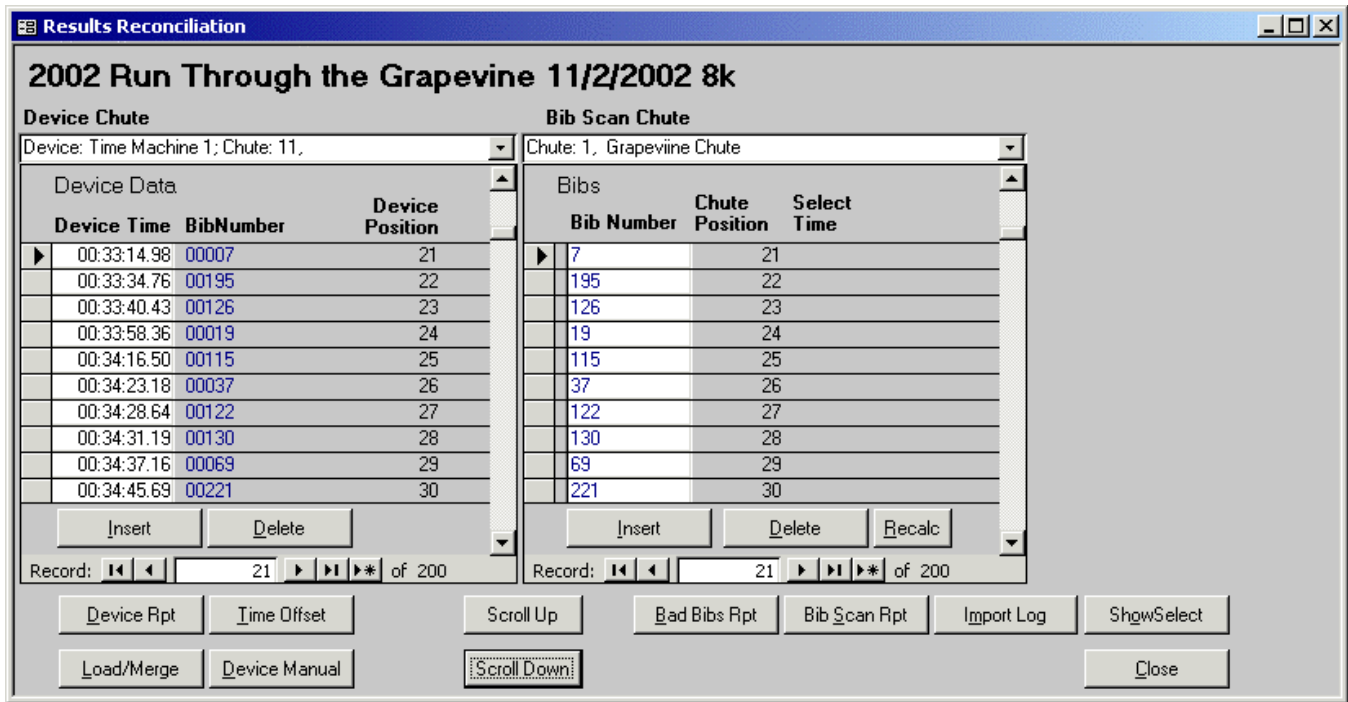 Results Reconciliation
2002 Run Through the Grapevine 11/2/2002 8k
Device Chute Bib Scan Chute
Device: Time Machine 1; Chute: 11, Chute: 1, Grapeviine Chute
Device Data Bibs
Device Time BibNumber Device Position Bib Number Chute Position Select Time
00:33:14.98 00007 21 7 21
00:33:34.76 00195 22 195 22
00:33:40.43 00126 23 126 23
00:33:58.36 00019 24 19 24
00:34:16.50 00115 25 115 25
00:34:23.18 00037 26 37 26
00:34:28.64 00122 27 122 27
00:34:31.19 00130 28 130 28
00:34:37.16 00069 29 69 29
00:34:45.69 00221 30 221 30
Insert Delete Insert Delete Recalc
Record: 21 of 200 Record: 21 of 200
Device Rpt Time Offset Scroll Up Bad Bibs Rpt Bib Scan Rpt Import Log ShowSelect
Load/Merge Device Manual Scroll Down Close